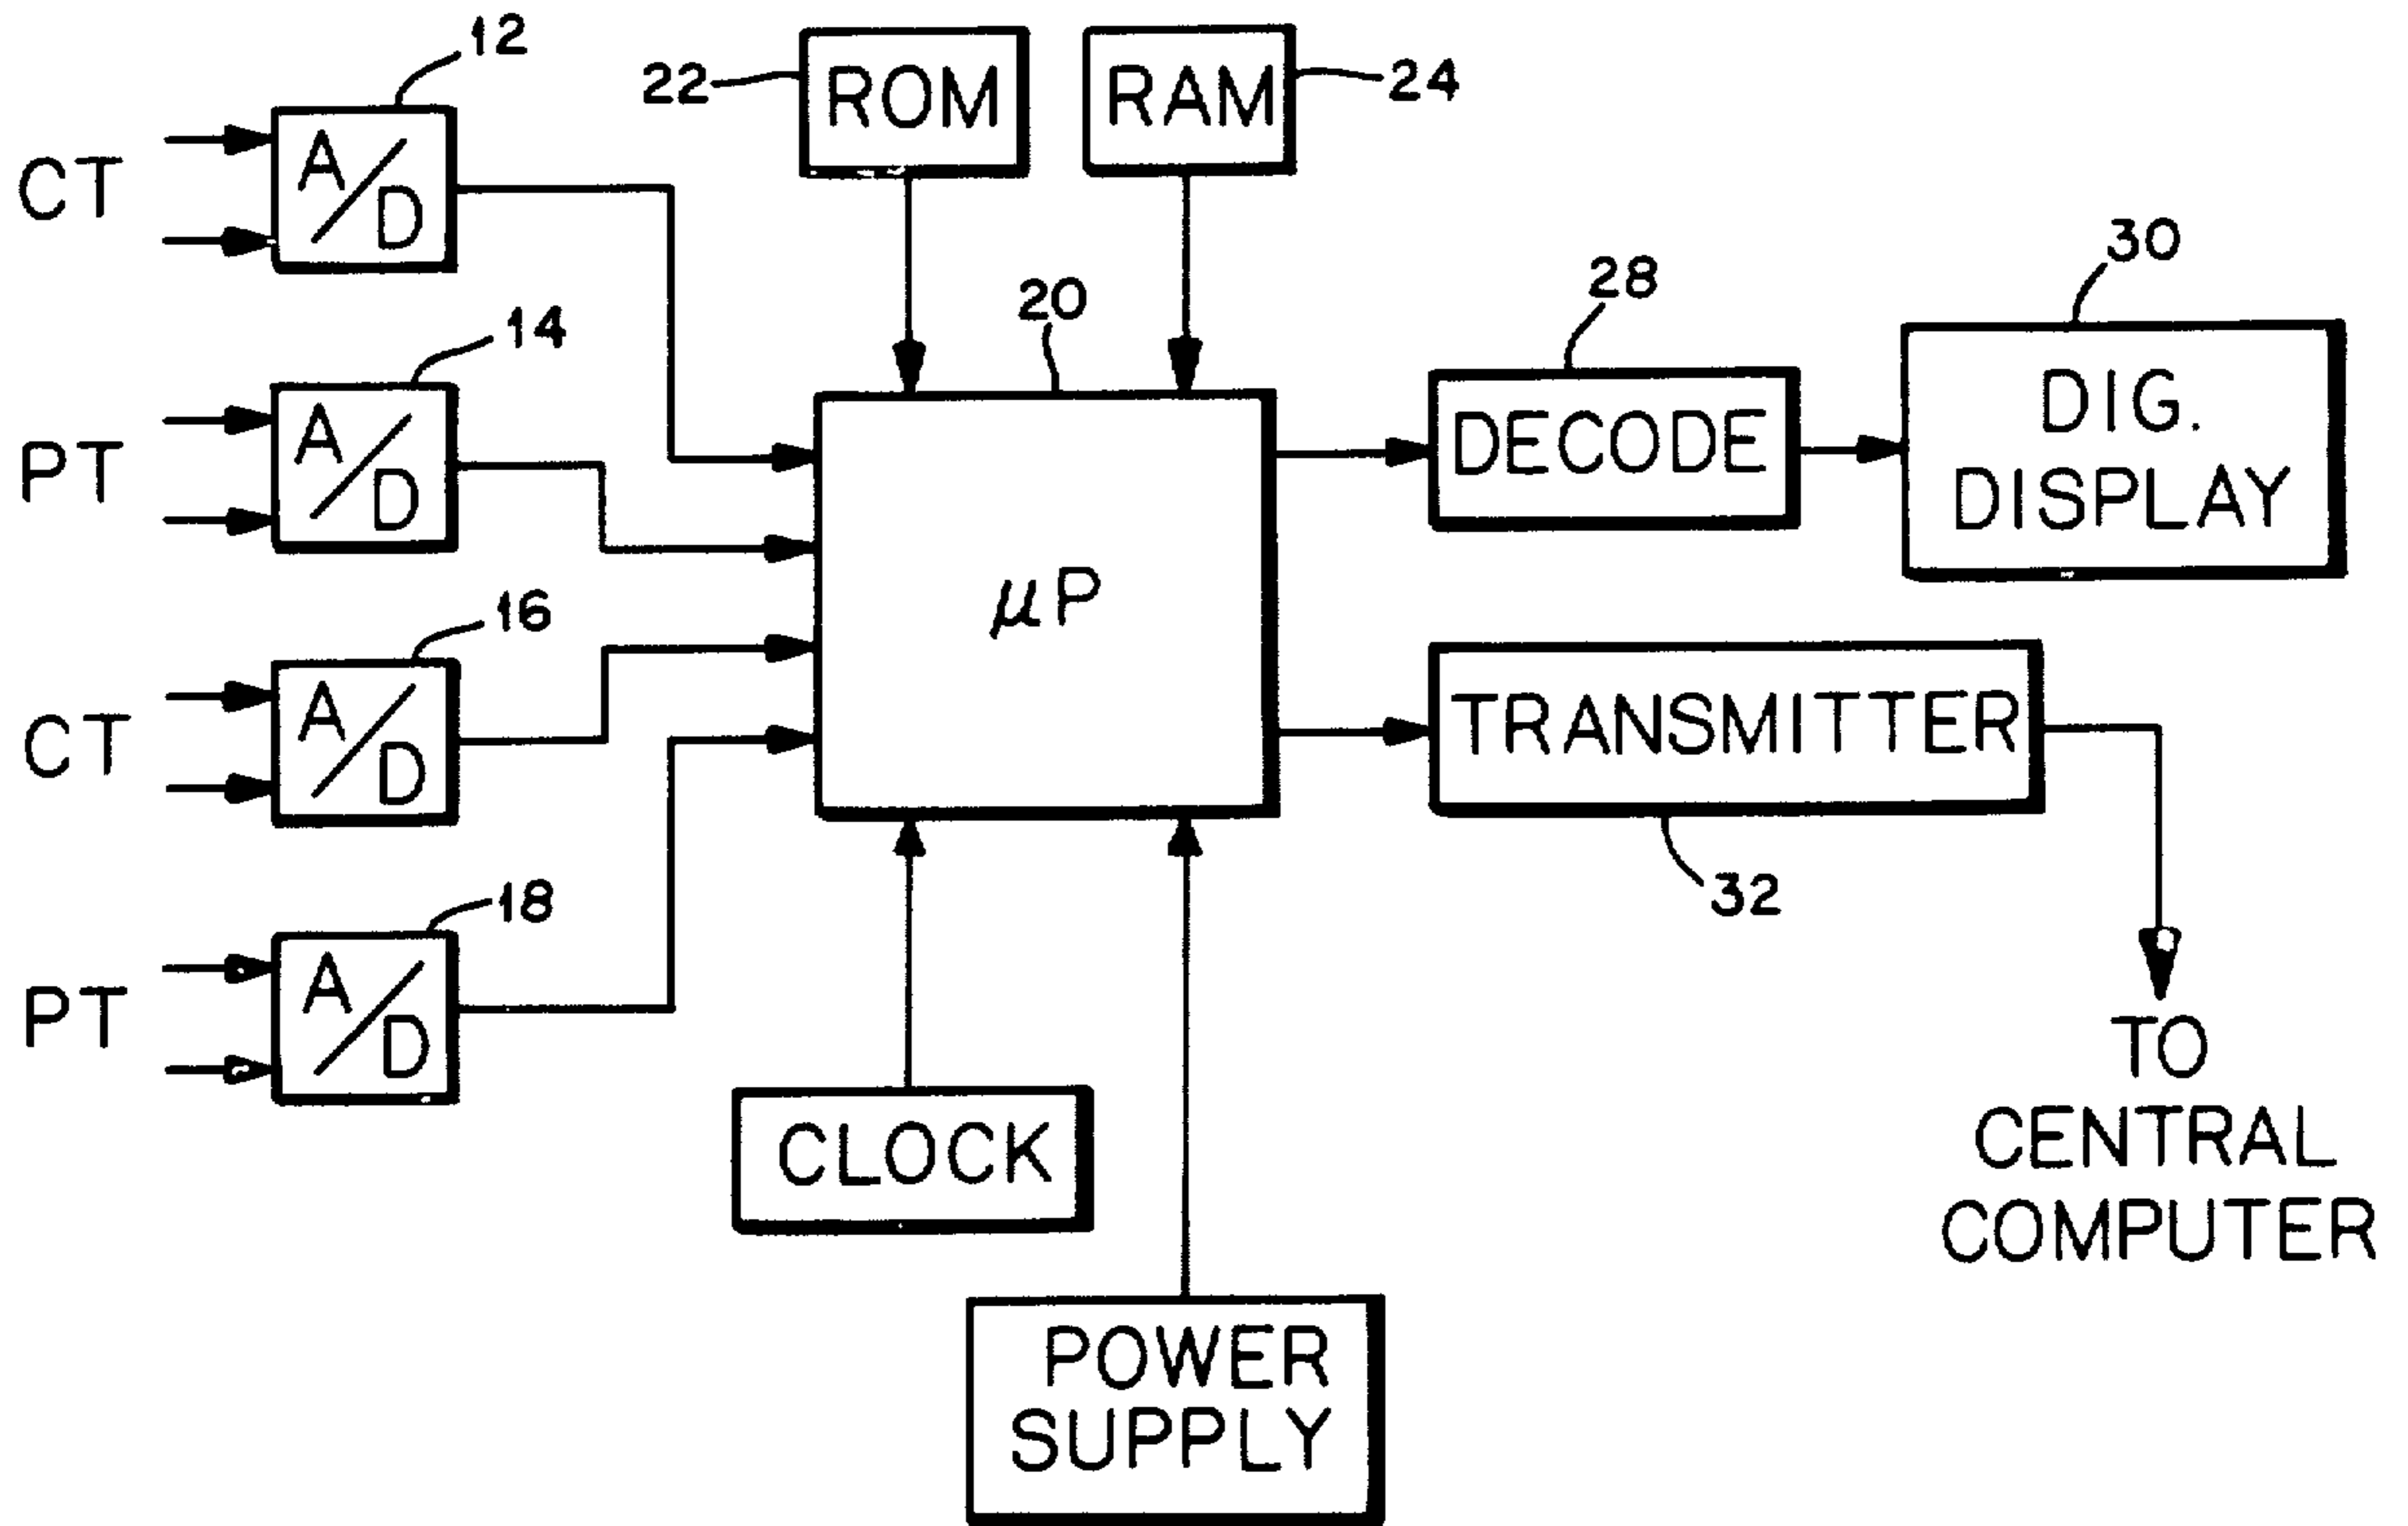 12
22
ROM
RAM
24
CT
A/D
14
20
28
30
PT
A/D
DECODE
DIG.
DISPLAY
16
µP
CT
A/D
TRANSMITTER
32
18
PT
A/D
CLOCK
TO
CENTRAL
COMPUTER
POWER
SUPPLY